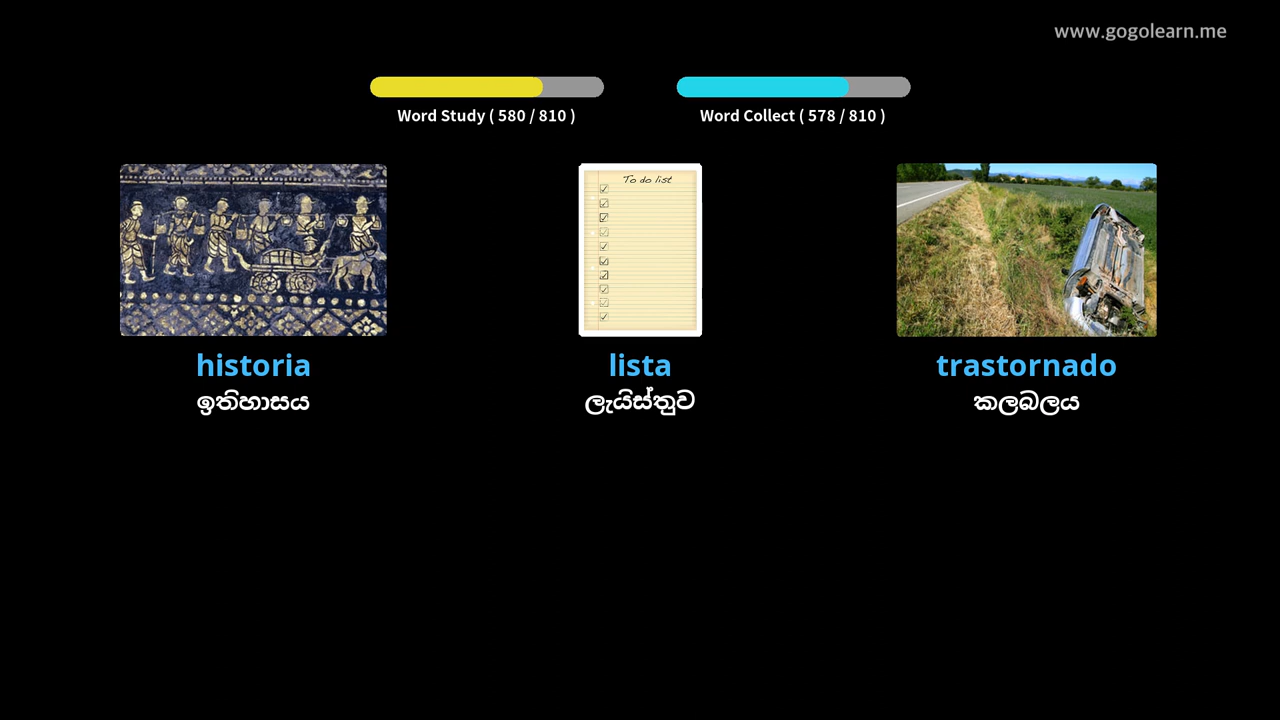 www.gogolearn.me
Word Study ( 580 / 810 )
Word Collect ( 578 / 810 )
To do list
historia
ඉතිහාසය
lista
ලැයිස්තුව
trastornado
කලබලය